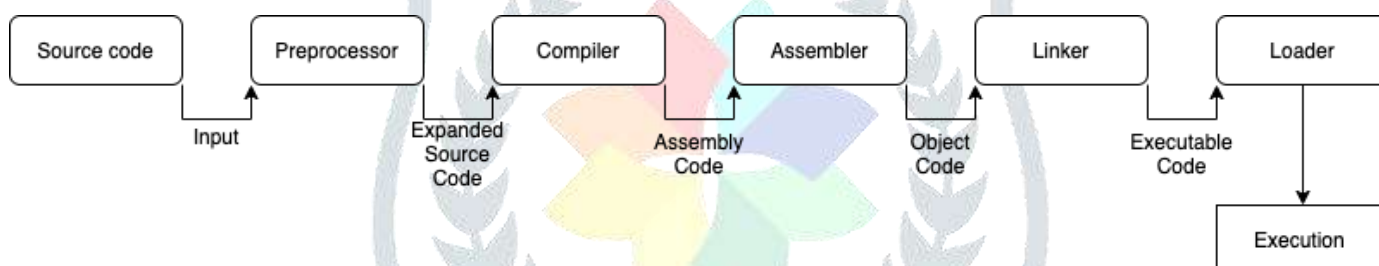 Source code
Preprocessor
Compiler
Assembler
Linker
Loader
Input
Expanded
Source
Code
Assembly
Code
Object
Code
Executable
Code
Execution